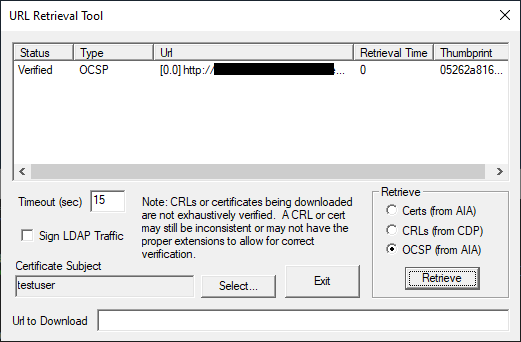 URL Retrieval Tool
Status Type Url Retrieval Time Thumbprint
Verified OCSP [0.0] http:// e... 0 05262a816...
Timeout (sec) 15
Sign LDAP Traffic
Note: CRLs or certificates being downloaded
are not exhaustively verified. A CRL or cert
may still be inconsistent or may not have the
proper extensions to allow for correct
verification.
Retrieve
Certs (from AIA)
CRLs (from CDP)
OCSP (from AIA)
Retrieve
Certificate Subject
testuser
Select...
Exit
Url to Download